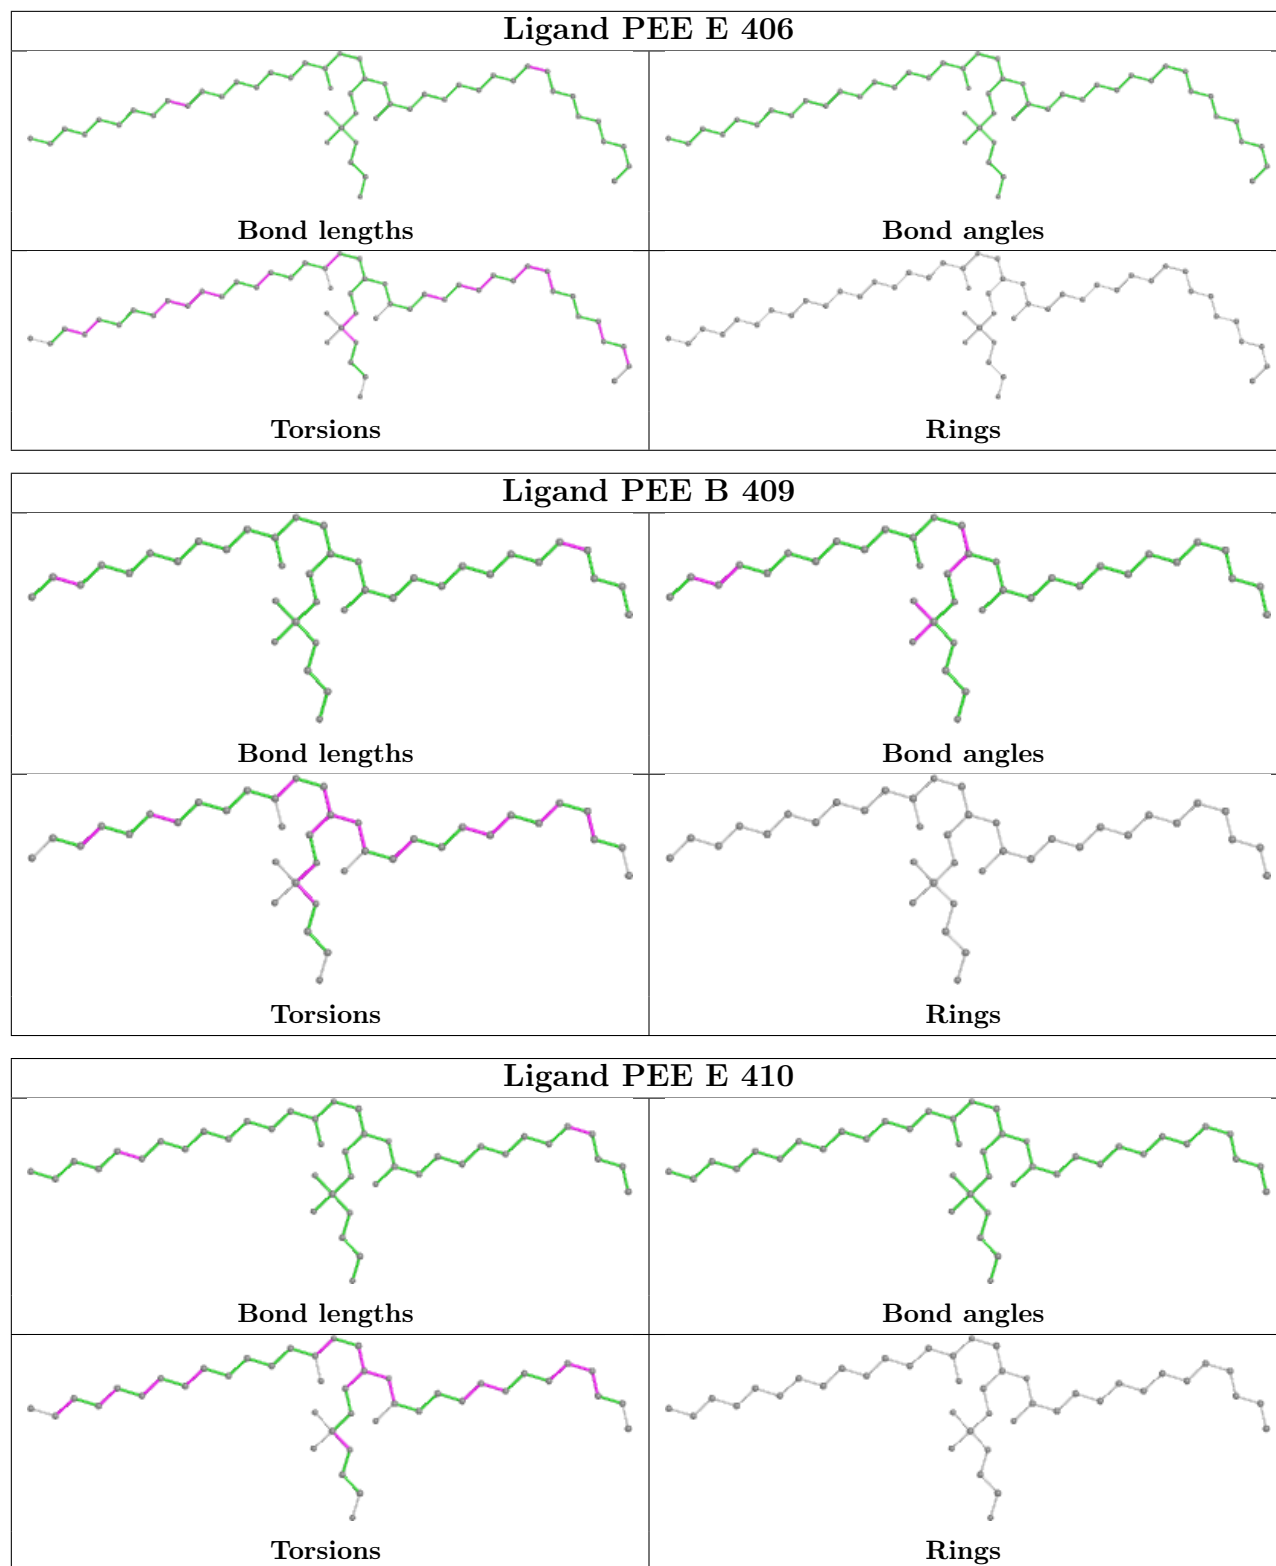 Ligand PEE E 406
Bond lengths
Bond angles
Torsions
Rings
Ligand PEE B 409
Bond lengths
Bond angles
Torsions
Rings
Ligand PEE E 410
Bond lengths
Bond angles
Torsions
Rings